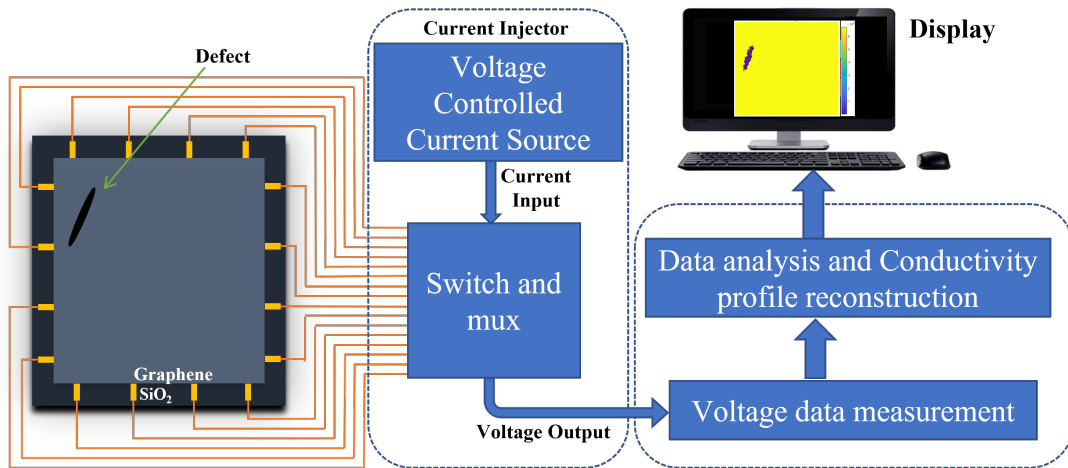 Defect
Graphene
SiO₂
Current Injector
Voltage
Controlled
Current Source
Current
Input
Switch and
mux
Voltage Output
Voltage data measurement
Data analysis and Conductivity
profile reconstruction
Display